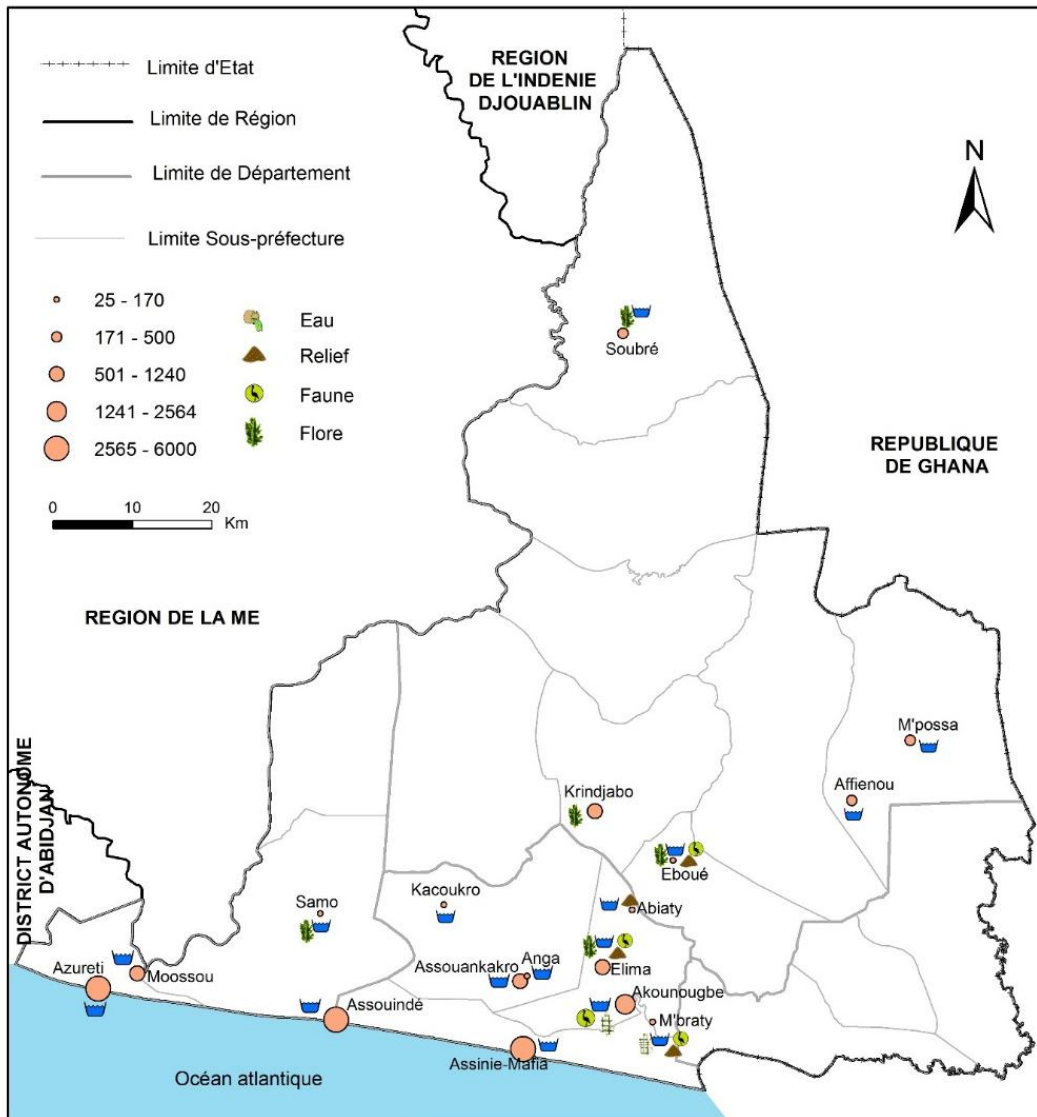 Limite d'Etat
Limite de Région
Limite de Département
Limite Sous-préfecture
25 - 170
171 - 500
501 - 1240
1241 - 2564
2565 - 6000
Eau
Relief
Faune
Flore
0 10 20
Km
REGION
DE L'INDENIE
DJOUABLIN
N
Soubré
REPUBLIQUE
DE GHANA
REGION DE LA ME
DISTRICT AUTONOME
D'ABIDJAN
M'possa
Affienou
Krindjabo
Eboué
Kacoukro
Samo
Abiaty
Anga
Assouankakro
Elima
Moossou
Azureti
Assouindé
Akounougbe
M'braty
Assinie-Mafia
Océan atlantique